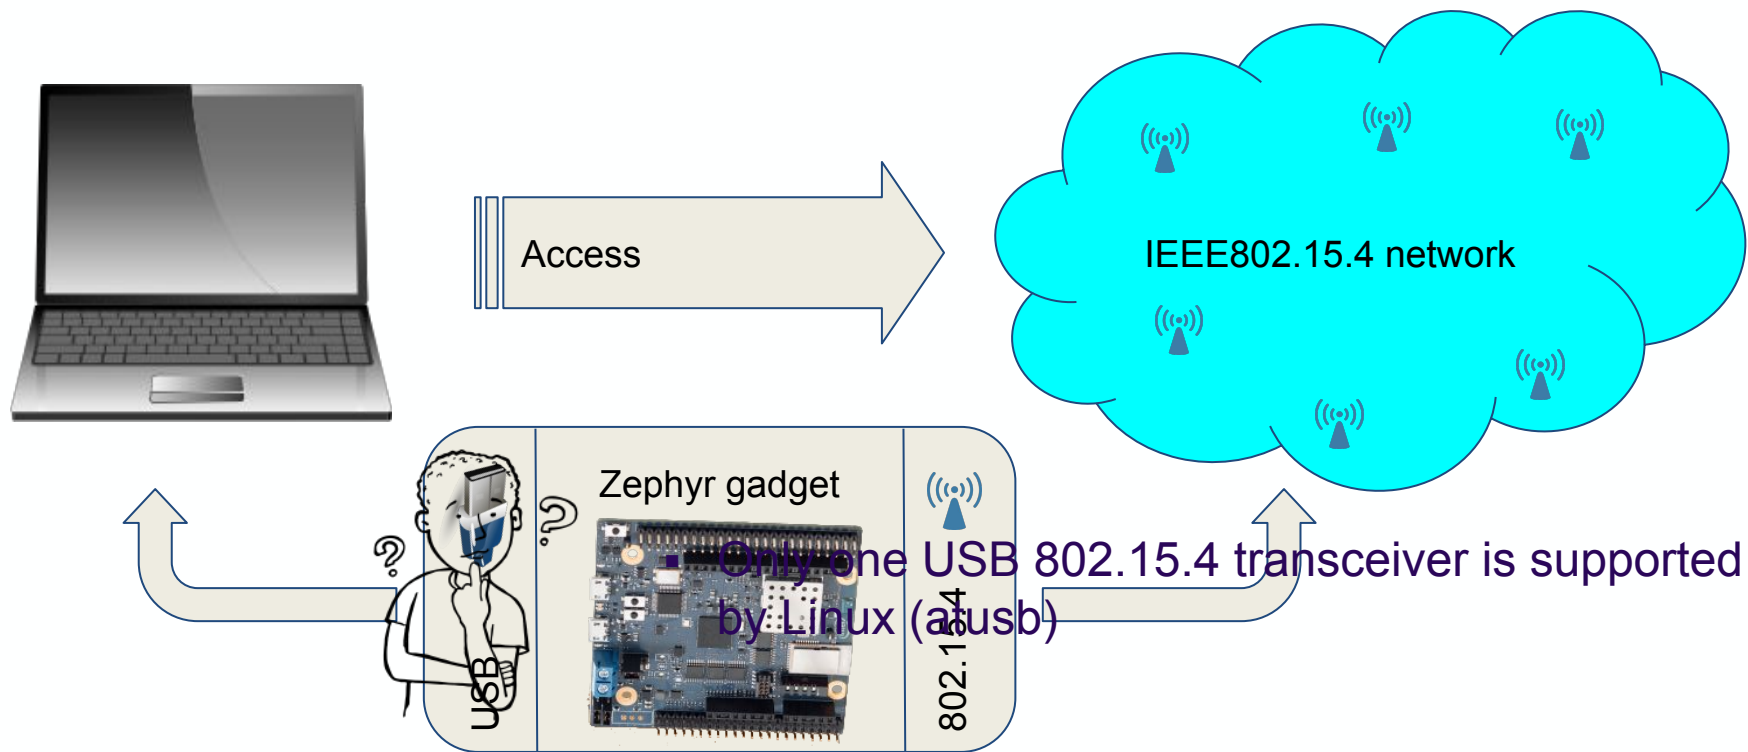 Access
IEEE802.15.4 network
Zephyr gadget
Only one USB 802.15.4 transceiver is supported
by Linux (atusb)
USB
802.15.4